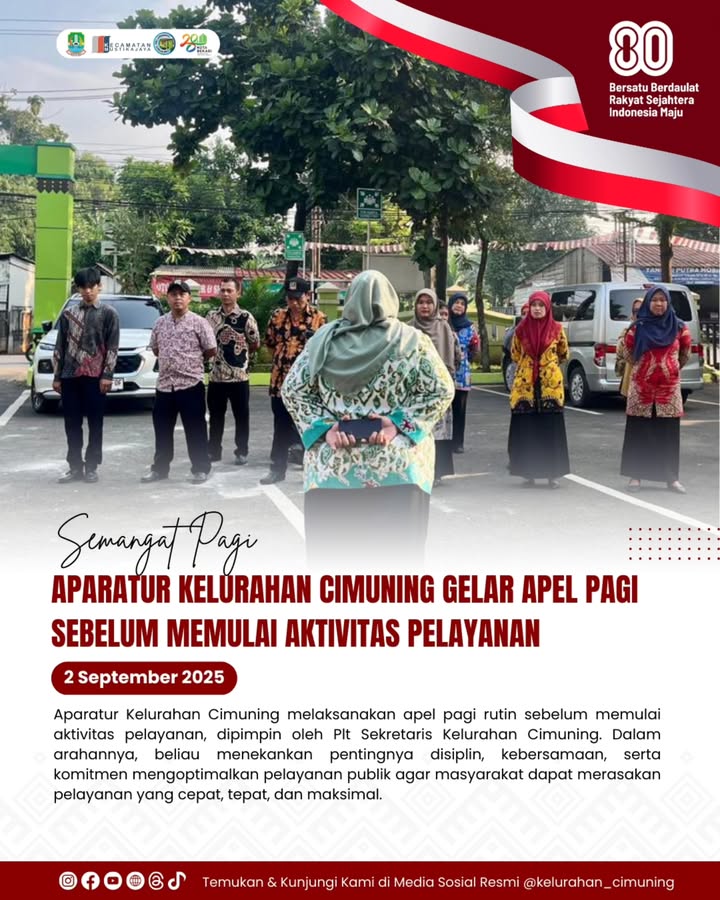 KECAMATAN
MUSTIKAJAYA
KOTA
BEKASI
80
Bersatu Berdaulat
Rakyat Sejahtera
Indonesia Maju
Semangat Pagi
APARATUR KELURAHAN CIMUNING GELAR APEL PAGI
SEBELUM MEMULAI AKTIVITAS PELAYANAN
2 September 2025
Aparatur Kelurahan Cimuning melaksanakan apel pagi rutin sebelum memulai
aktivitas pelayanan, dipimpin oleh Plt Sekretaris Kelurahan Cimuning. Dalam
arahannya, beliau menekankan pentingnya disiplin, kebersamaan, serta
komitmen mengoptimalkan pelayanan publik agar masyarakat dapat merasakan
pelayanan yang cepat, tepat, dan maksimal.
Temukan & Kunjungi Kami di Media Sosial Resmi @kelurahan_cimuning